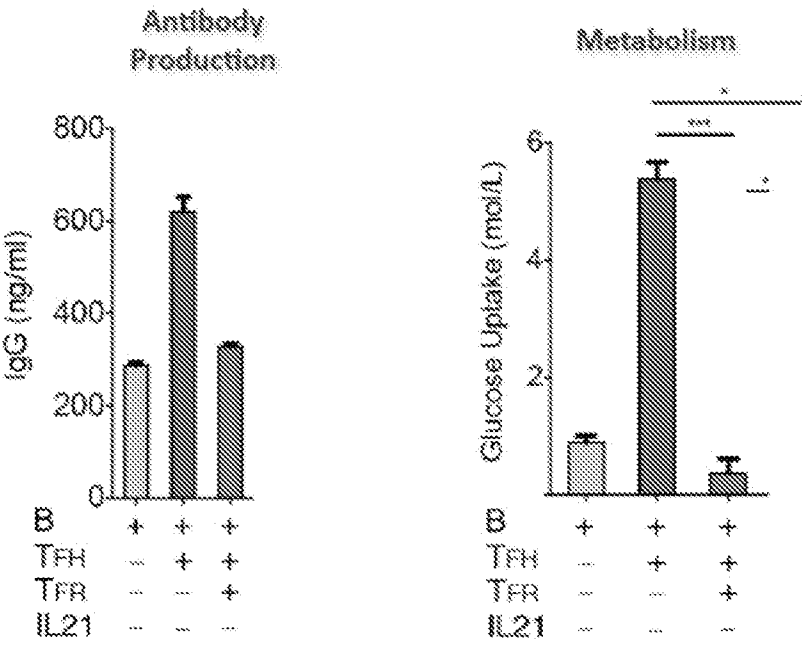 Antibody
Production
IgG (ng/ml)
800
600
400
200
0
B + + +
TFH - + +
TFR - - +
IL21 - - -
Metabolism
* 
***
*
Glucose Uptake (mol/L)
6
4
2
B + + +
TFH - + +
TFR - - +
IL21 - - -